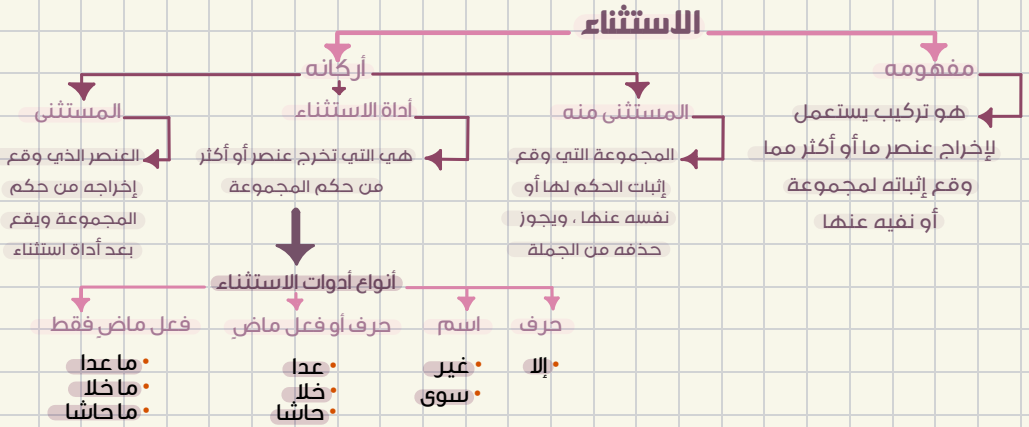 الاستثناء
مفهومه
هو تركيب يستعمل
لإخراج عنصر ما أو أكثر مما
وقع إثباته لمجموعة
أو نفيه عنها
أركانه
المستثنى منه
المجموعة التي وقع
إثبات الحكم لها أو
نفسه عنها ، ويجوز
حذفه من الجملة
أداة الاستثناء
هي التي تخرج عنصر أو أكثر
من حكم المجموعة
المستثنى
العنصر الذي وقع
إخراجه من حكم
المجموعة ويقع
بعد أداة استثناء
أنواع أدوات الاستثناء
حرف
• إلا
اسم
• غير
• سوى
حرف أو فعل ماضٍ
• عدا
• خلا
• حاشا
فعل ماضٍ فقط
• ما عدا
• ما خلا
• ما حاشا